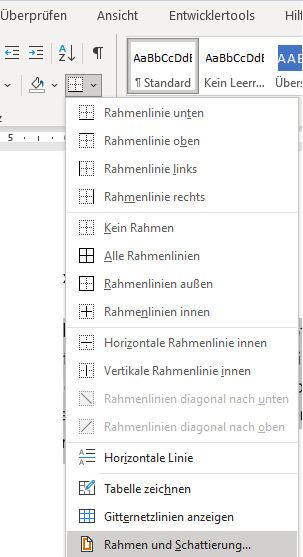 Überprüfen Ansicht Entwicklertools
AaBbCcDdE AaBbCcDdE AaB
¶ Standard Kein Leerr... Übers
5
Rahmenlinie unten
Rahmenlinie oben
Rahmenlinie links
Rahmenlinie rechts
Kein Rahmen
Alle Rahmenlinien
Rahmenlinien außen
Rahmenlinien innen
Horizontale Rahmenlinie innen
Vertikale Rahmenlinie innen
Rahmenlinien diagonal nach unten
Rahmenlinien diagonal nach oben
Horizontale Linie
Tabelle zeichnen
Gitternetzlinien anzeigen
Rahmen und Schattierung...